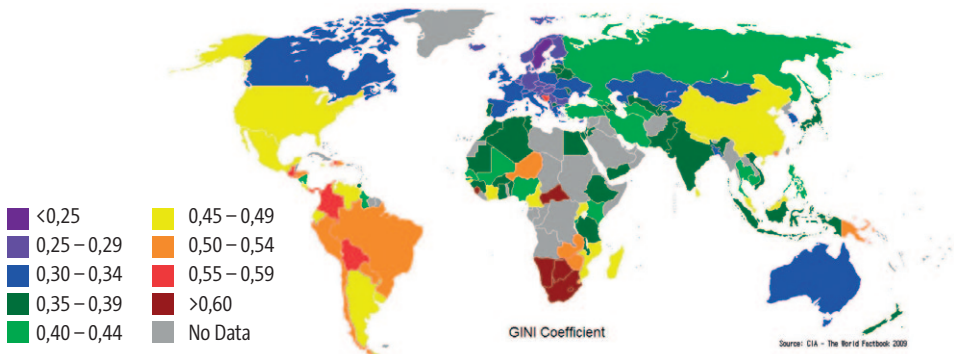 <0,25
0,25 – 0,29
0,30 – 0,34
0,35 – 0,39
0,40 – 0,44
0,45 – 0,49
0,50 – 0,54
0,55 – 0,59
>0,60
No Data
GINI Coefficient
Source: CIA - The World Factbook 2009